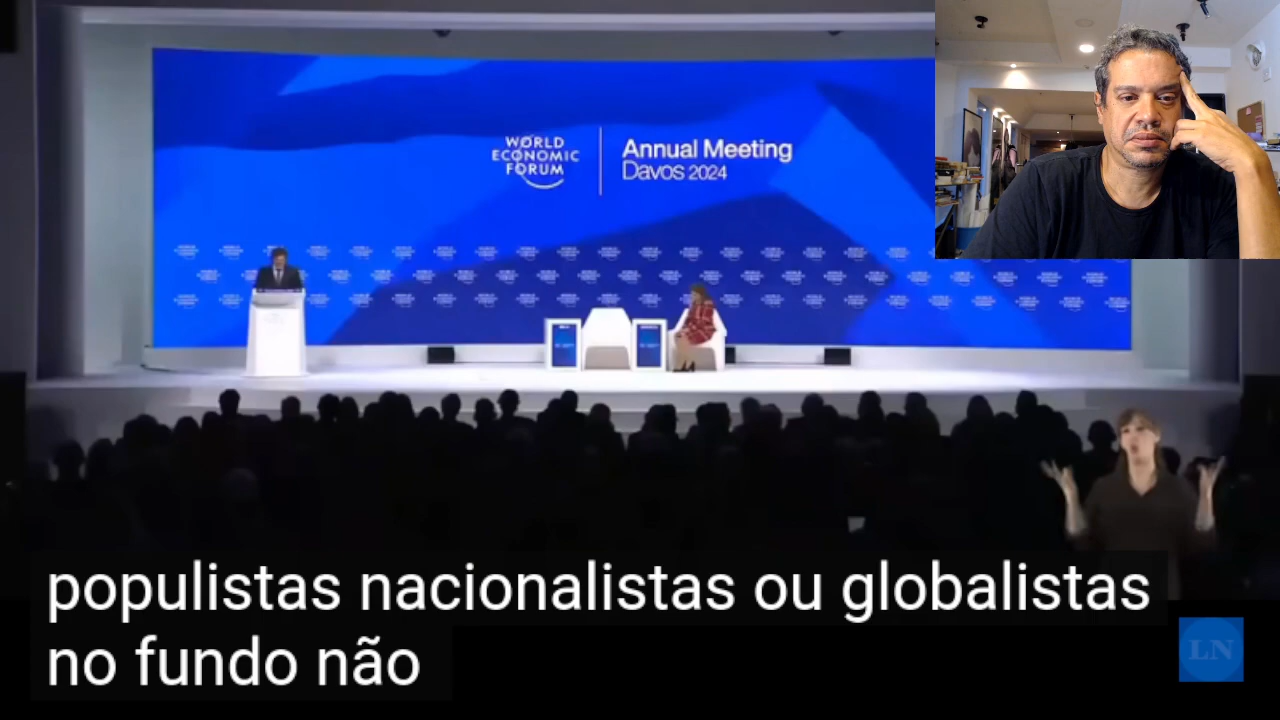 WORLD
ECONOMIC
FORUM
Annual Meeting
Davos 2024
populistas nacionalistas ou globalistas
no fundo não
LN